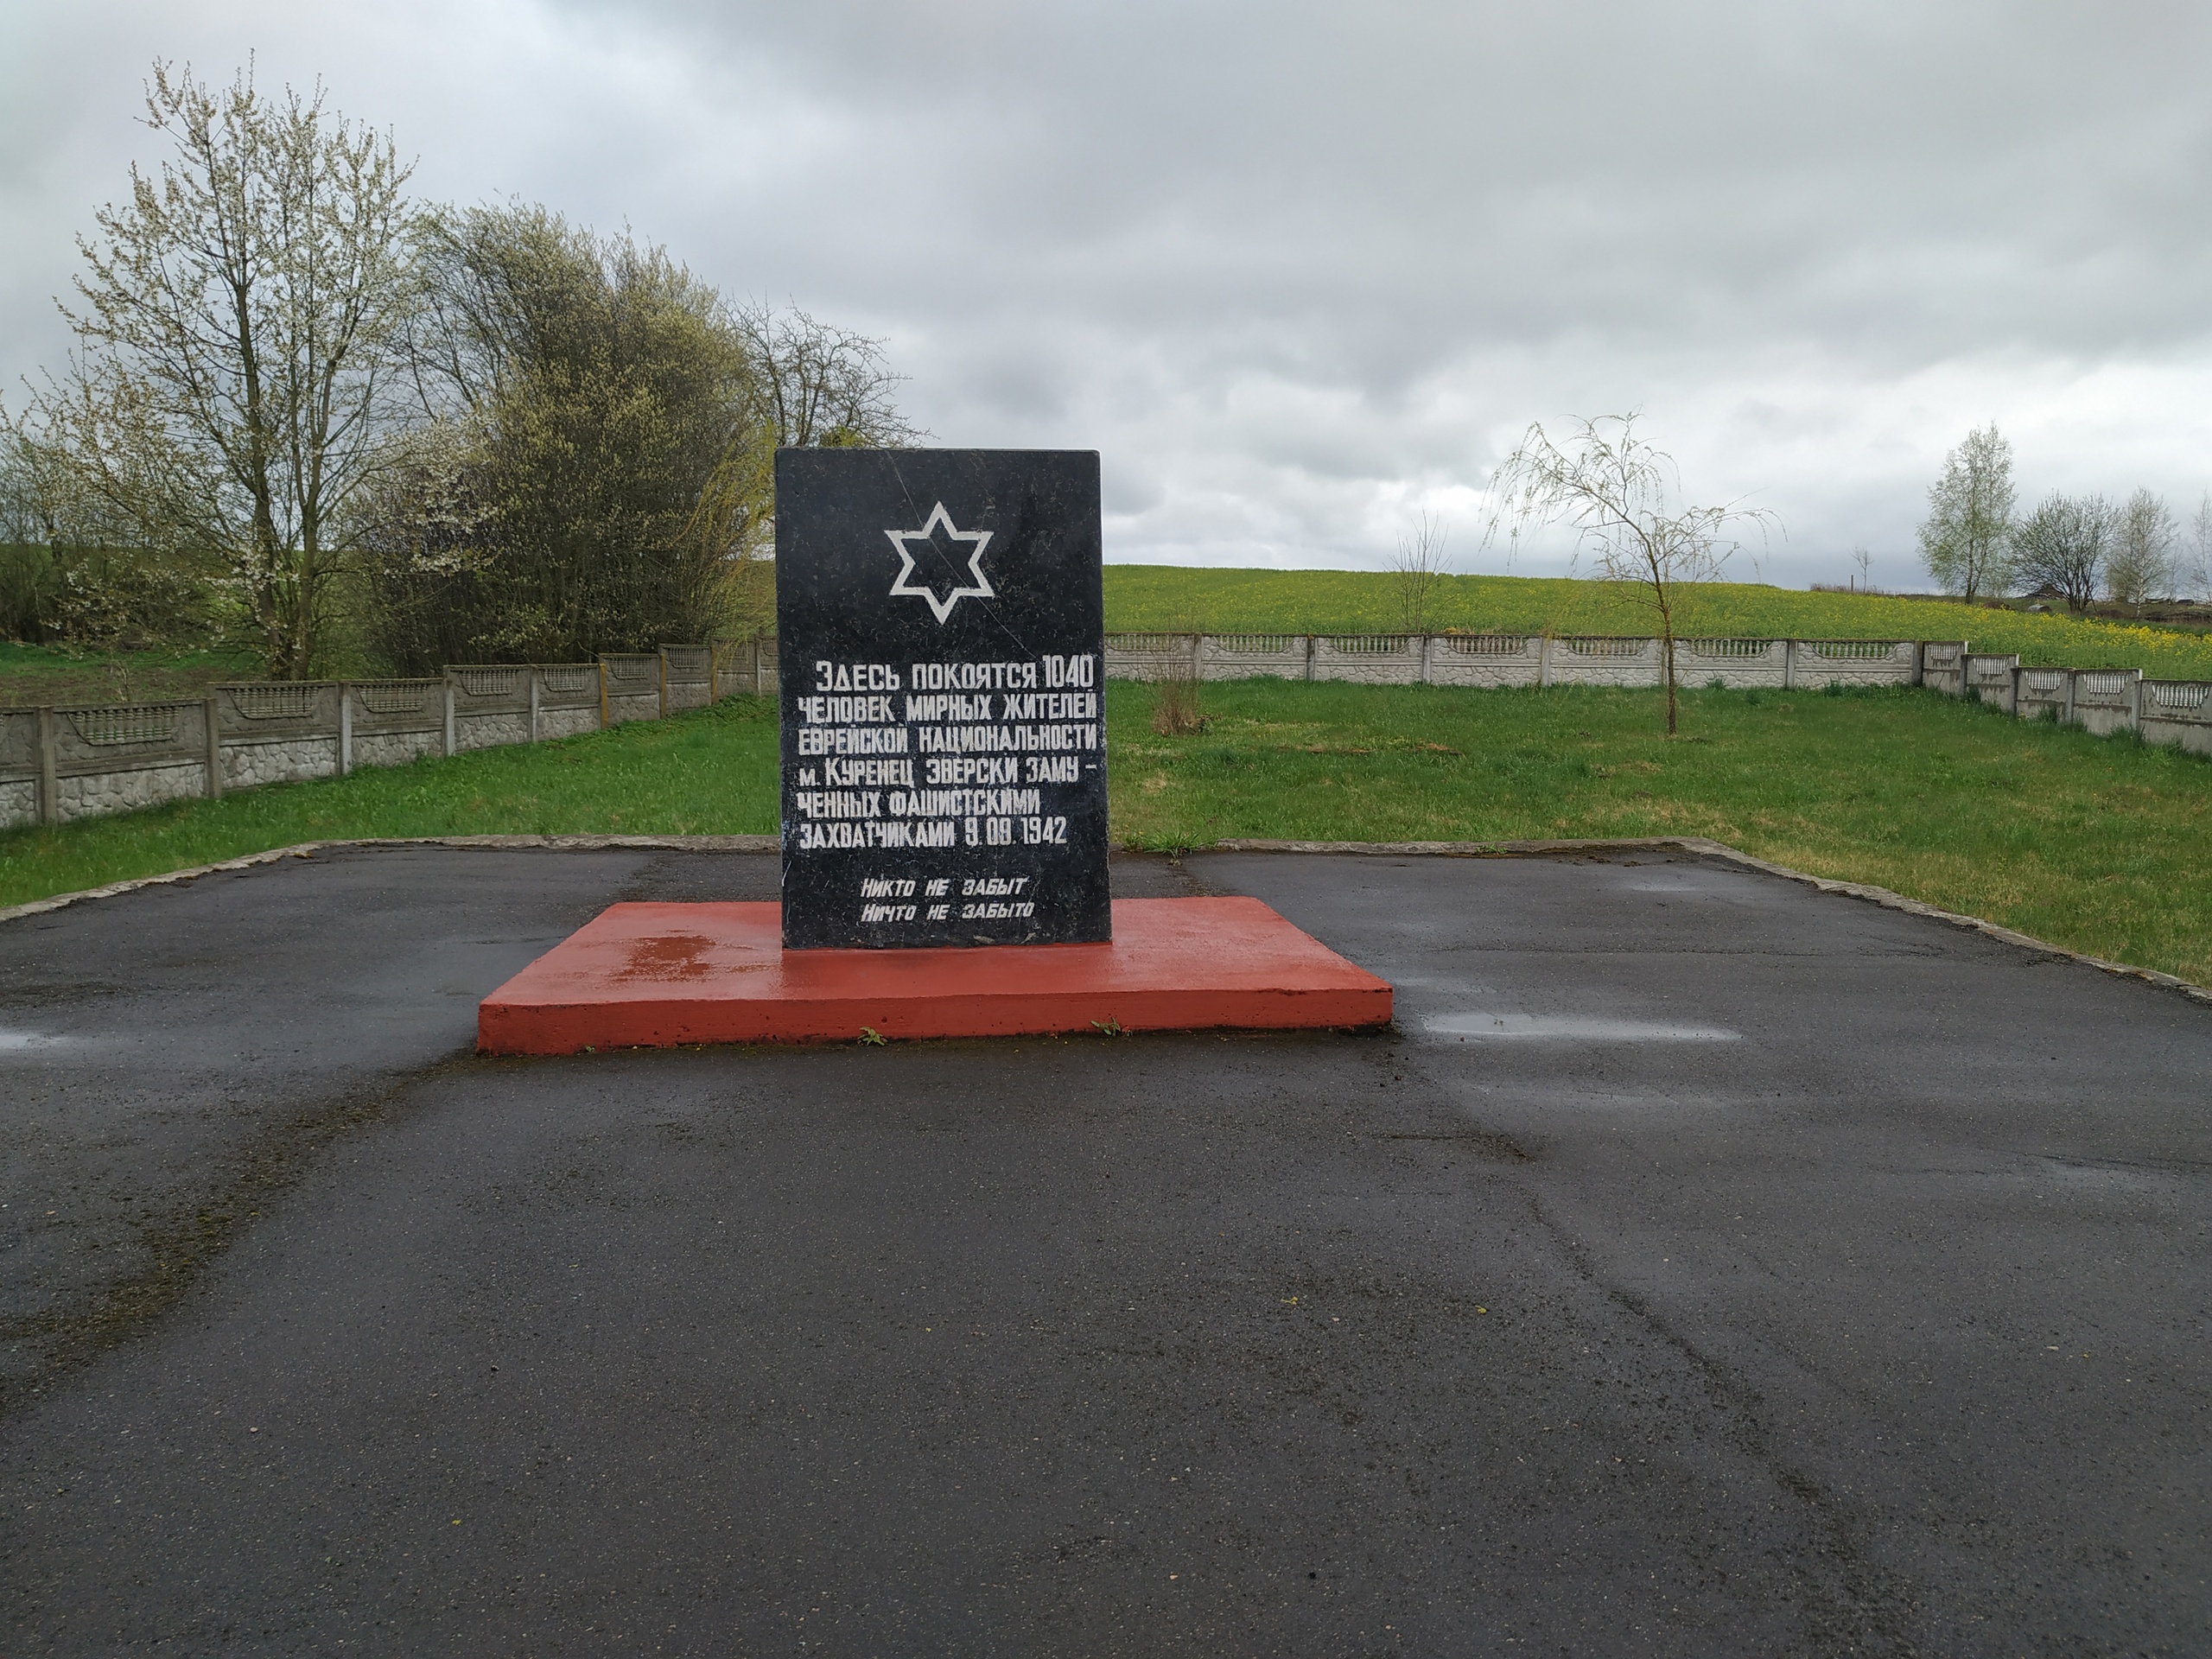 Здесь покоятся 1040
человек мирных жителей
еврейской национальности
м. Куренец зверски заму-
ченных фашистскими
захватчиками 9.09.1942
Никто не забыт
Ничто не забыто